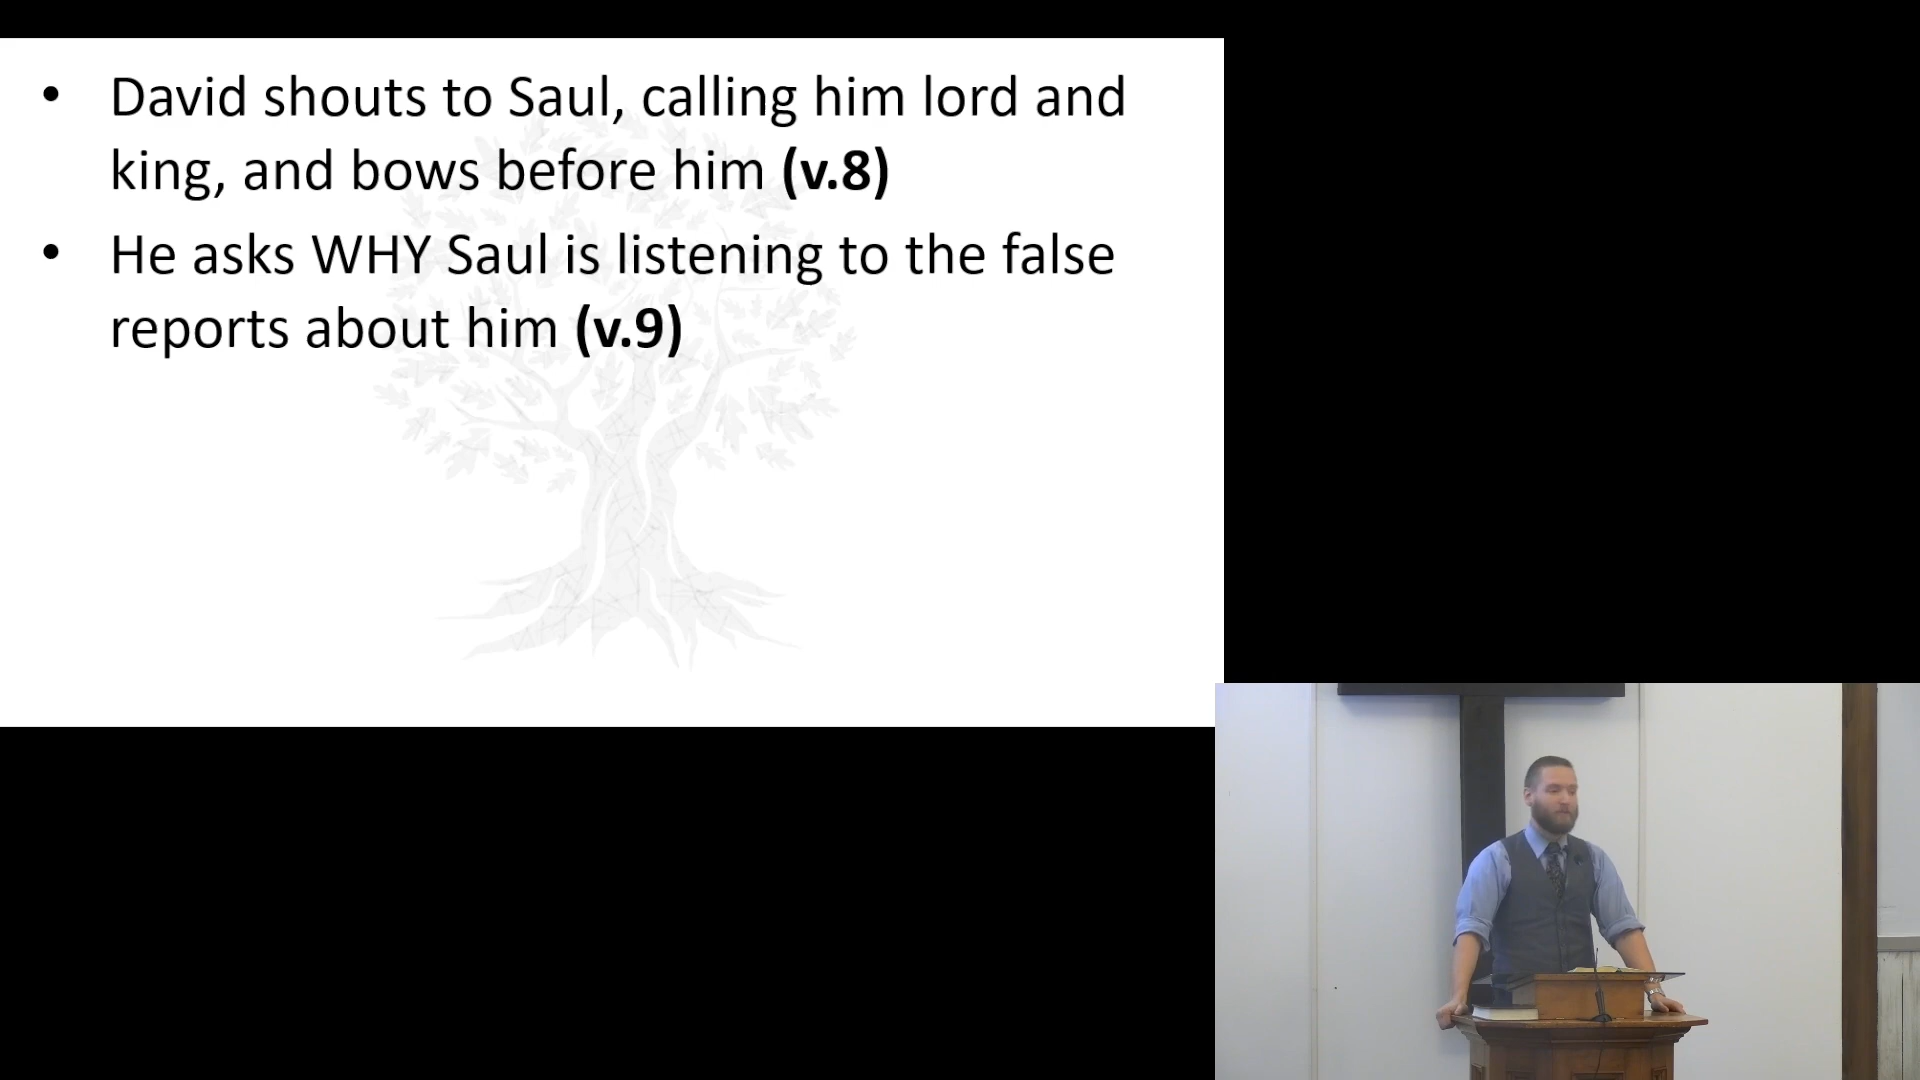 • David shouts to Saul, calling him lord and
king, and bows before him (v.8)
• He asks WHY Saul is listening to the false
reports about him (v.9)